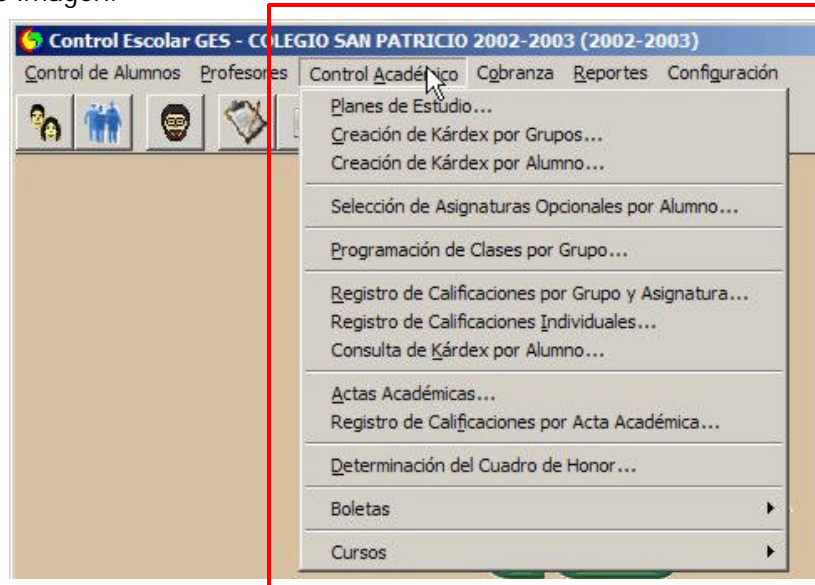 Control Escolar GES - COLEGIO SAN PATRICIO 2002-2003 (2002-2003)
Control de Alumnos Profesores Control Académico Cobranza Reportes Configuración
Planes de Estudio...
Creación de Kárdex por Grupos...
Creación de Kárdex por Alumno...
Selección de Asignaturas Opcionales por Alumno...
Programación de Clases por Grupo...
Registro de Calificaciones por Grupo y Asignatura...
Registro de Calificaciones Individuales...
Consulta de Kárdex por Alumno...
Actas Académicas...
Registro de Calificaciones por Acta Académica...
Determinación del Cuadro de Honor...
Boletas
Cursos